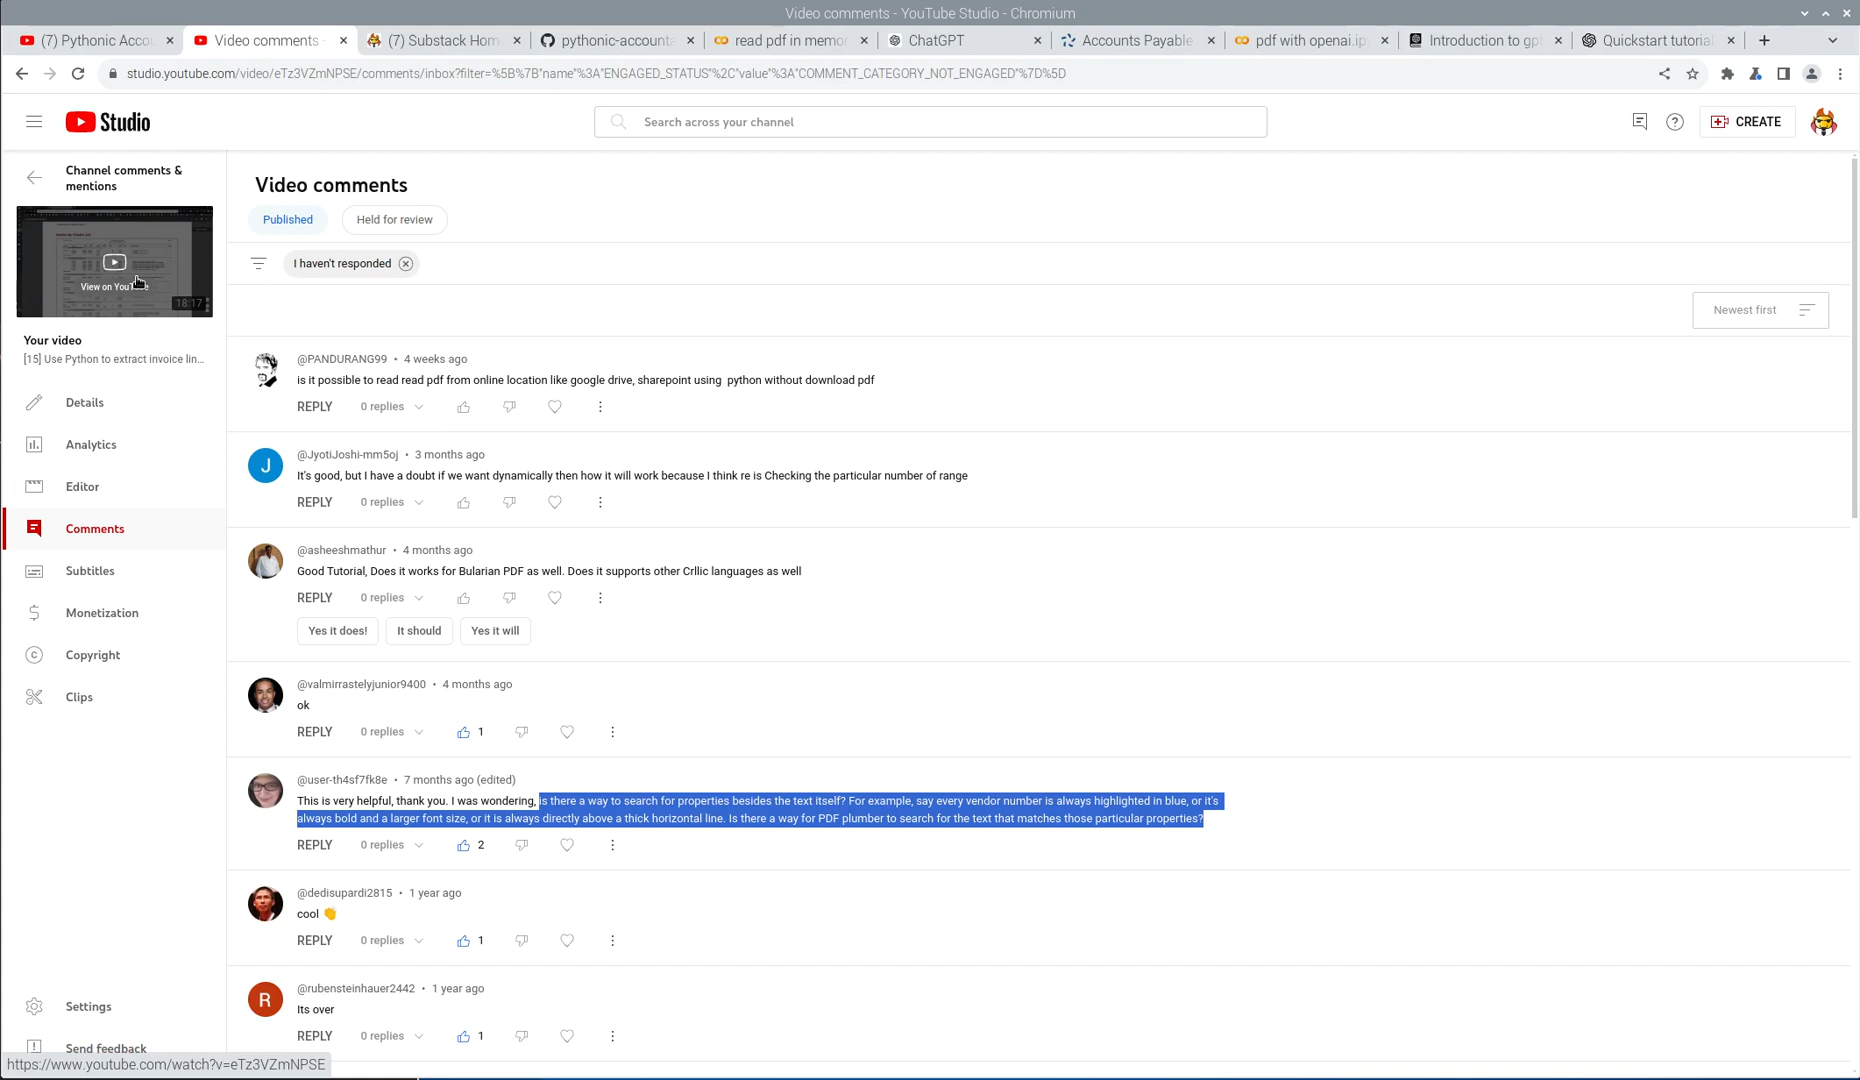 Video comments - YouTube Studio - Chromium
(7) Pythonic Accou
Video comments -
(7) Substack Hom
pythonic-accounta
read pdf in memor
ChatGPT
Accounts Payable
pdf with openai.ip
Introduction to gp
Quickstart tutorial
studio.youtube.com/video/eTz3VZmNPSE/comments/inbox?filter=%5B%7B"name"%3A"ENGAGED_STATUS"%2C"value"%3A"COMMENT_CATEGORY_NOT_ENGAGED"%7D%5D
Studio
Search across your channel
CREATE
Channel comments &
mentions
View on YouTube
18:17
Your video
[15] Use Python to extract invoice lin...
Details
Analytics
Editor
Comments
Subtitles
Monetization
Copyright
Clips
Settings
Send feedback
https://www.youtube.com/watch?v=eTz3VZmNPSE
Video comments
Published
Held for review
I haven't responded
Newest first
@PANDURANG99 • 4 weeks ago
is it possible to read read pdf from online location like google drive, sharepoint using python without download pdf
REPLY 0 replies
J
@JyotiJoshi-mm5oj • 3 months ago
It's good, but I have a doubt if we want dynamically then how it will work because I think re is Checking the particular number of range
REPLY 0 replies
@asheeshmathur • 4 months ago
Good Tutorial, Does it works for Bularian PDF as well. Does it supports other Crllic languages as well
REPLY 0 replies
Yes it does! It should Yes it will
@valmirrastelyjunior9400 • 4 months ago
ok
REPLY 0 replies 1
@user-th4sf7fk8e • 7 months ago (edited)
This is very helpful, thank you. I was wondering, is there a way to search for properties besides the text itself? For example, say every vendor number is always highlighted in blue, or it's
always bold and a larger font size, or it is always directly above a thick horizontal line. Is there a way for PDF plumber to search for the text that matches those particular properties?
REPLY 0 replies 2
@dedisupardi2815 • 1 year ago
cool 👏
REPLY 0 replies 1
R
@rubensteinhauer2442 • 1 year ago
Its over
REPLY 0 replies 1